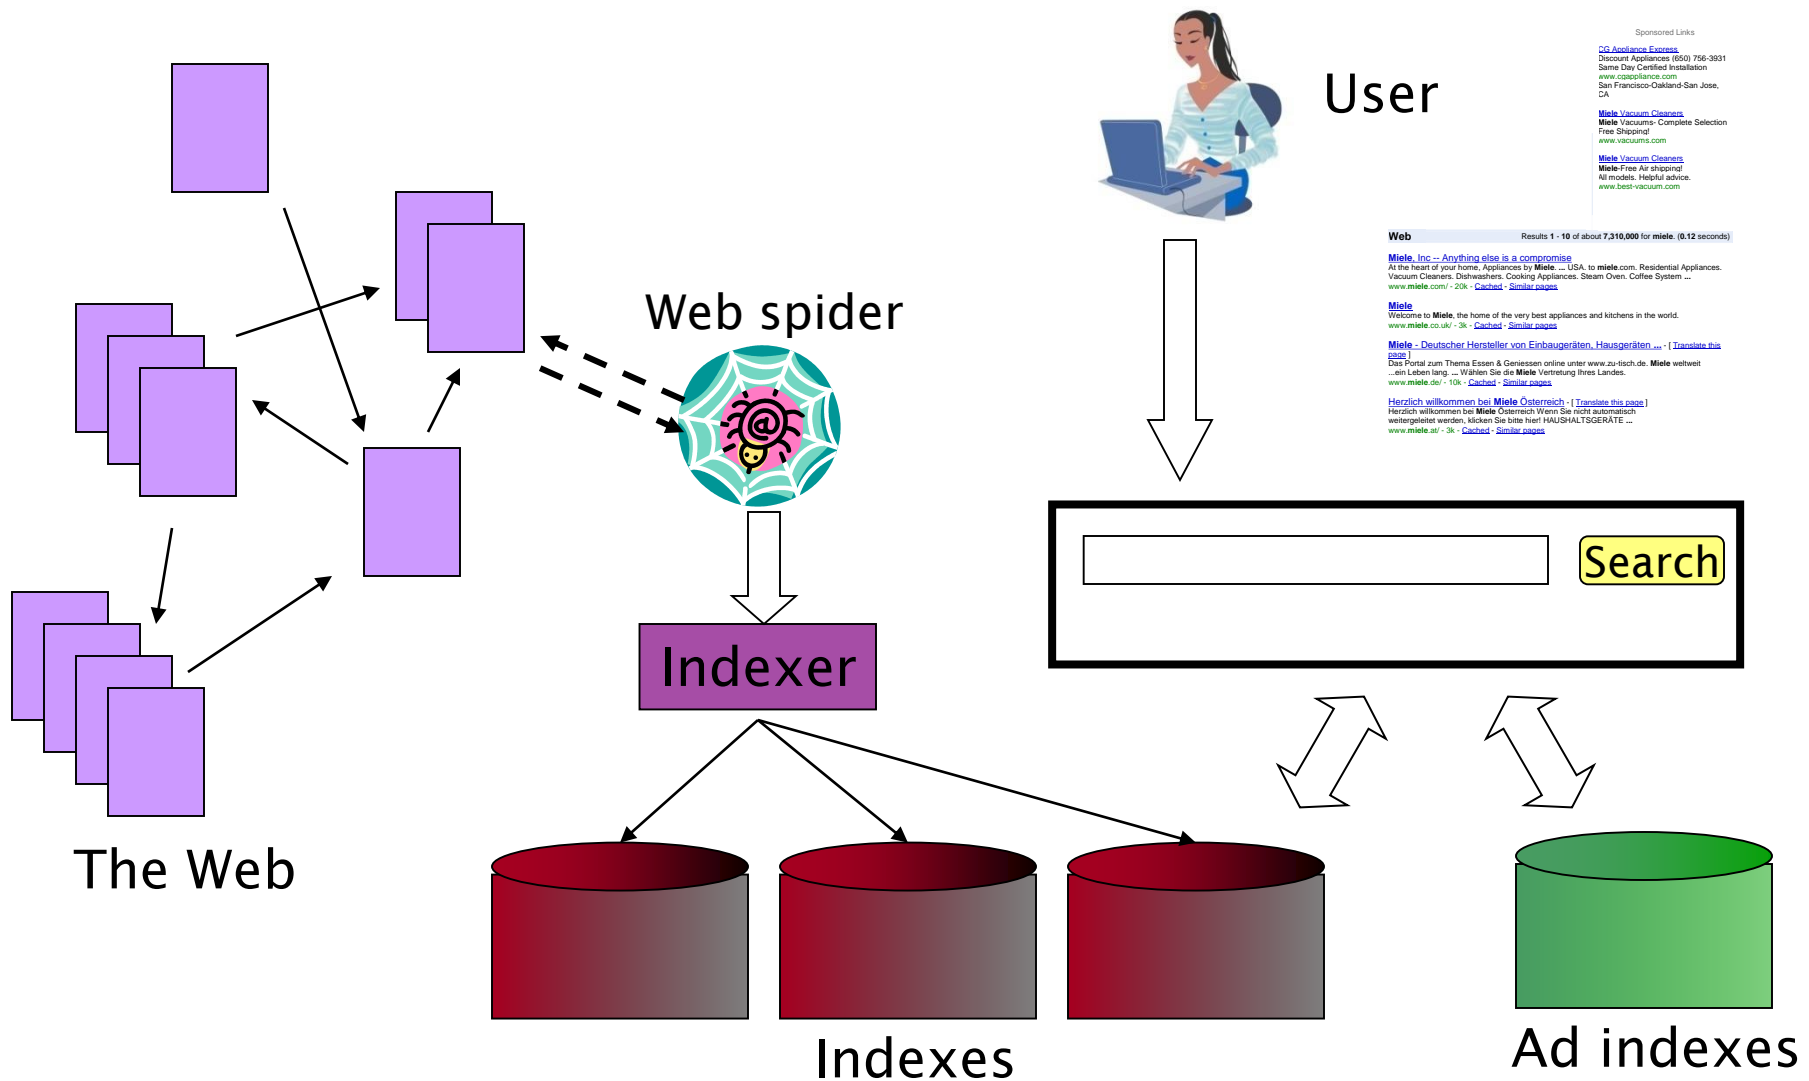 User
Sponsored Links
CG Appliance Express
Discount Appliances (650) 756-3931
Same Day Certified Installation
www.cgappliance.com
San Francisco-Oakland-San Jose,
CA
Miele Vacuum Cleaners
Miele Vacuums- Complete Selection
Free Shipping!
www.vacuums.com
Miele Vacuum Cleaners
Miele-Free Air shipping!
All models. Helpful advice.
www.best-vacuum.com
Web Results 1 - 10 of about 7,310,000 for miele. (0.12 seconds)
Miele, Inc -- Anything else is a compromise
At the heart of your home, Appliances by Miele. ... USA. to miele.com. Residential Appliances.
Vacuum Cleaners. Dishwashers. Cooking Appliances. Steam Oven. Coffee System ...
www.miele.com/ - 20k - Cached - Similar pages
Miele
Welcome to Miele, the home of the very best appliances and kitchens in the world.
www.miele.co.uk/ - 3k - Cached - Similar pages
Miele - Deutscher Hersteller von Einbaugeräten, Hausgeräten ... - [ Translate this
page ]
Das Portal zum Thema Essen & Geniessen online unter www.zu-tisch.de. Miele weltweit
...ein Leben lang. ... Wählen Sie die Miele Vertretung Ihres Landes.
www.miele.de/ - 10k - Cached - Similar pages
Herzlich willkommen bei Miele Österreich - [ Translate this page ]
Herzlich willkommen bei Miele Österreich Wenn Sie nicht automatisch
weitergeleitet werden, klicken Sie bitte hier! HAUSHALTSGERÄTE ...
www.miele.at/ - 3k - Cached - Similar pages
Web spider
@
Search
Indexer
The Web
Indexes
Ad indexes